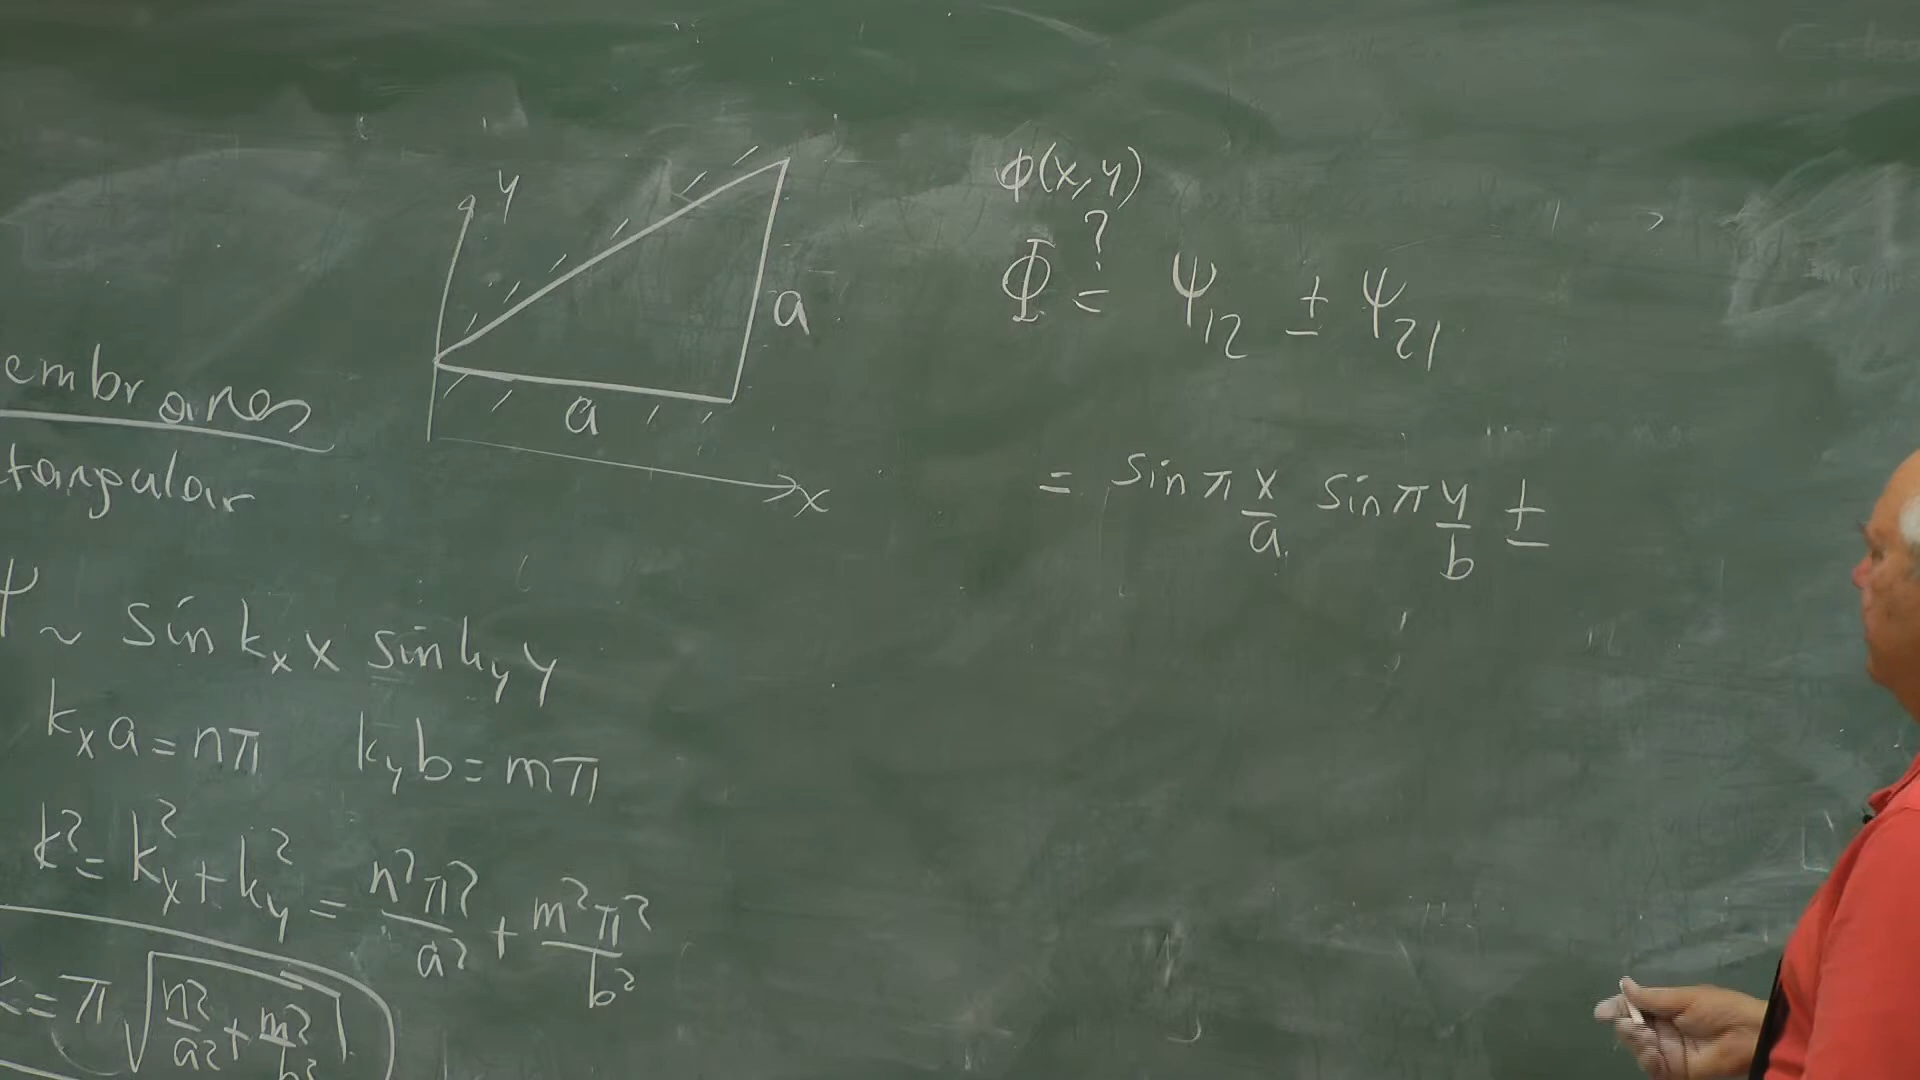 embranes
tangular
ψ ~ sin kₓx sin k_y y
kₓa = nπ   k_y b = mπ
k² = kₓ² + k_y² = n²π²/a² + m²π²/b²
k = π √(n²/a² + m²/b²)
y
a
a
x
ϕ(x,y)
Φ ?= ψ₁₂ ± ψ₂₁
= sin π x/a sin π y/b ±